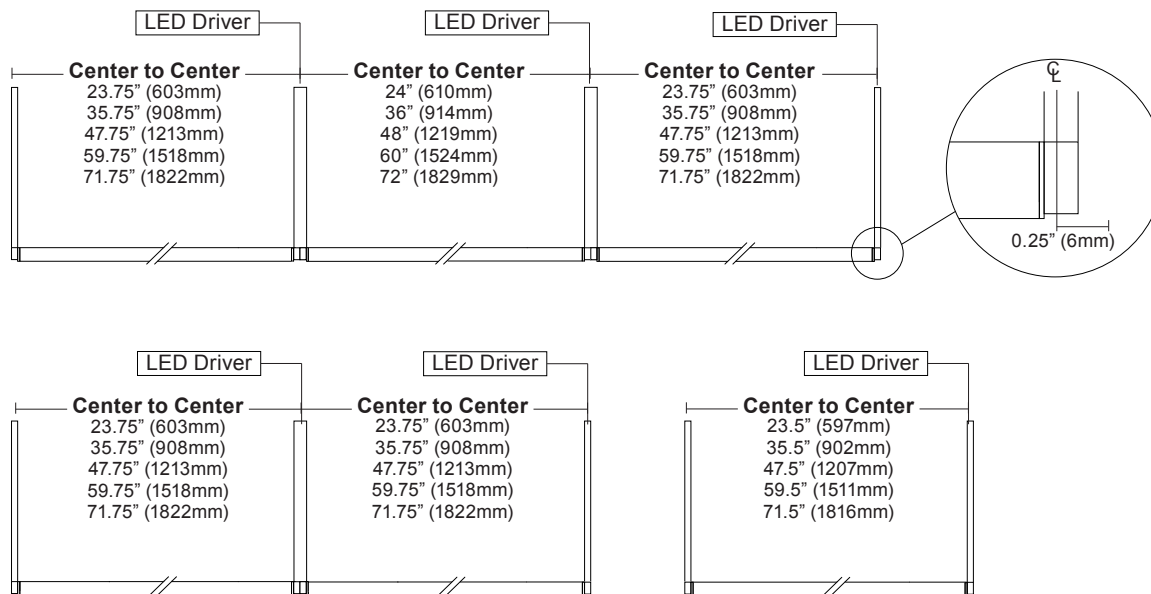 LED Driver
LED Driver
LED Driver
Center to Center
23.75” (603mm)
35.75” (908mm)
47.75” (1213mm)
59.75” (1518mm)
71.75” (1822mm)
Center to Center
24” (610mm)
36” (914mm)
48” (1219mm)
60” (1524mm)
72” (1829mm)
Center to Center
23.75” (603mm)
35.75” (908mm)
47.75” (1213mm)
59.75” (1518mm)
71.75” (1822mm)
℄
0.25” (6mm)
LED Driver
LED Driver
LED Driver
Center to Center
23.75” (603mm)
35.75” (908mm)
47.75” (1213mm)
59.75” (1518mm)
71.75” (1822mm)
Center to Center
23.75” (603mm)
35.75” (908mm)
47.75” (1213mm)
59.75” (1518mm)
71.75” (1822mm)
Center to Center
23.5” (597mm)
35.5” (902mm)
47.5” (1207mm)
59.5” (1511mm)
71.5” (1816mm)